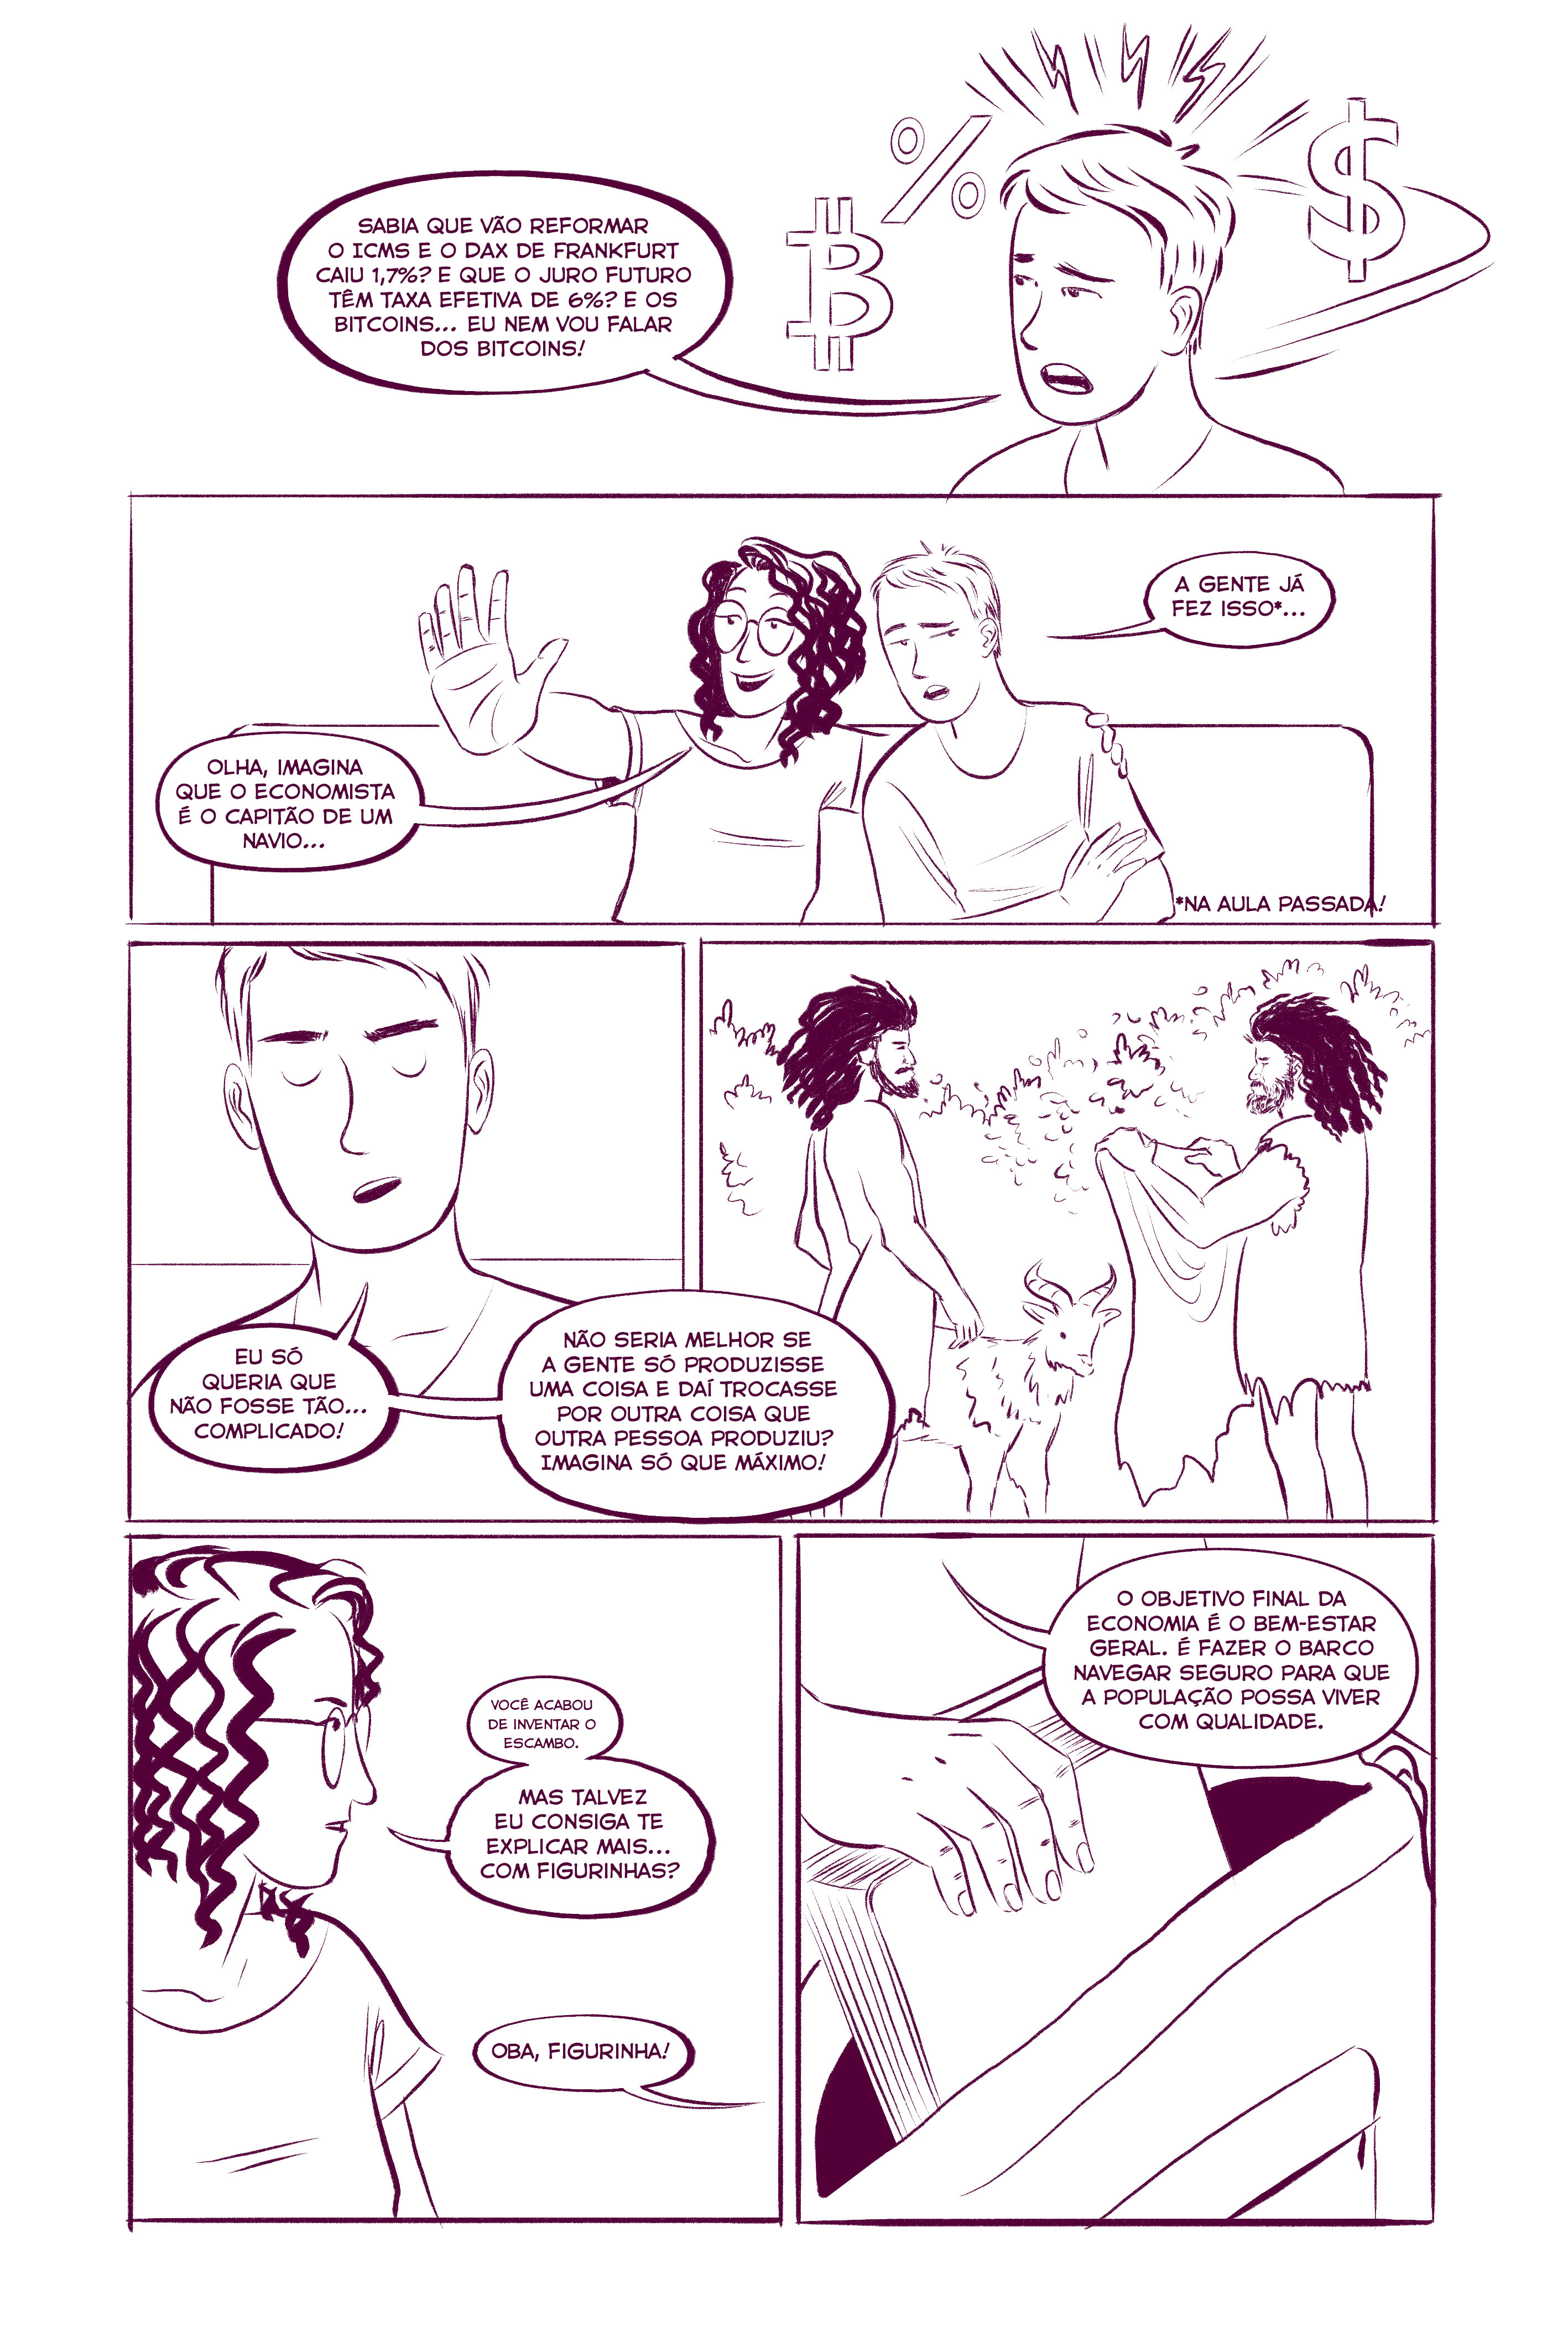 SABIA QUE VÃO REFORMAR
O ICMS E O DAX DE FRANKFURT
CAIU 1,7%? E QUE O JURO FUTURO
TÊM TAXA EFETIVA DE 6%? E OS
BITCOINS... EU NEM VOU FALAR
DOS BITCOINS!
B
%
$
OLHA, IMAGINA
QUE O ECONOMISTA
É O CAPITÃO DE UM
NAVIO...
A GENTE JÁ
FEZ ISSO*...
*NA AULA PASSADA!
EU SÓ
QUERIA QUE
NÃO FOSSE TÃO...
COMPLICADO!
NÃO SERIA MELHOR SE
A GENTE SÓ PRODUZISSE
UMA COISA E DAÍ TROCASSE
POR OUTRA COISA QUE
OUTRA PESSOA PRODUZIU?
IMAGINA SÓ QUE MÁXIMO!
VOCÊ ACABOU
DE INVENTAR O
ESCAMBO.
MAS TALVEZ
EU CONSIGA TE
EXPLICAR MAIS...
COM FIGURINHAS?
OBA, FIGURINHA!
O OBJETIVO FINAL DA
ECONOMIA É O BEM-ESTAR
GERAL. É FAZER O BARCO
NAVEGAR SEGURO PARA QUE
A POPULAÇÃO POSSA VIVER
COM QUALIDADE.